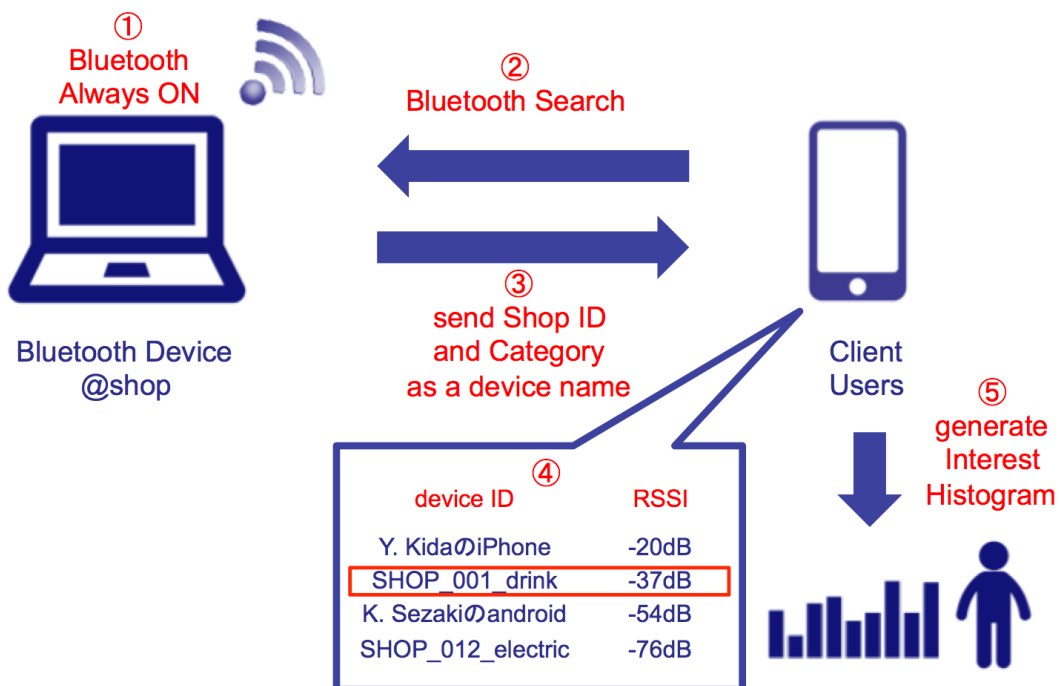 ①
Bluetooth
Always ON
②
Bluetooth Search
③
send Shop ID
and Category
as a device name
Bluetooth Device
@shop
Client
Users
④
device ID RSSI
Y. KidaのiPhone -20dB
SHOP_001_drink -37dB
K. Sezakiのandroid -54dB
SHOP_012_electric -76dB
⑤
generate
Interest
Histogram